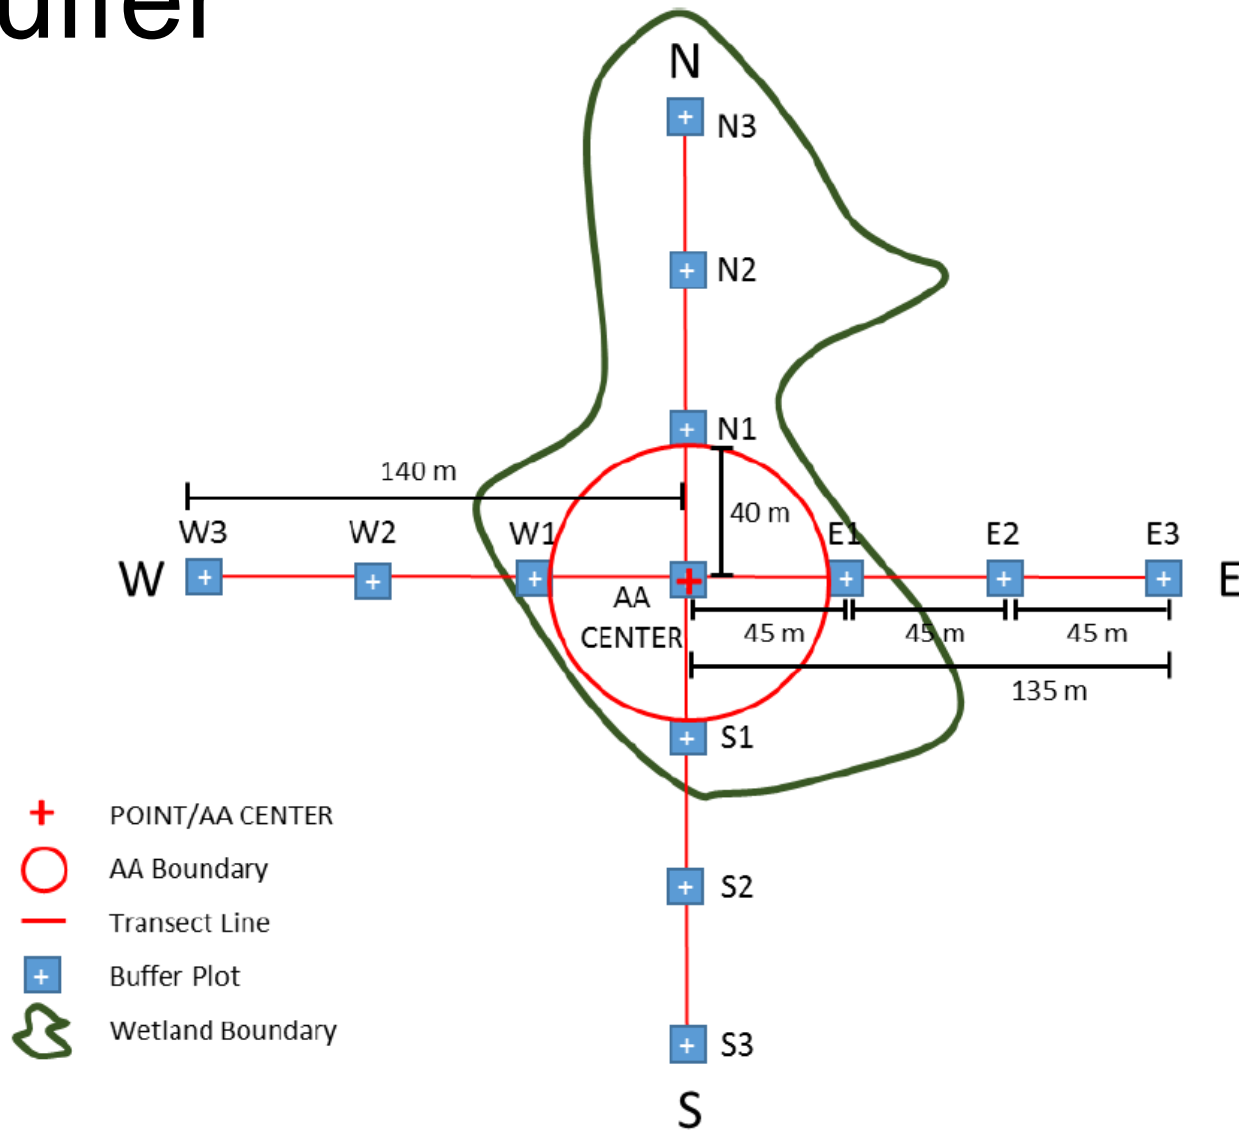 N
N3
N2
N1
140 m
40 m
W3
W2
W1
E1
E2
E3
W
E
AA
CENTER
45 m
45 m
45 m
135 m
S1
POINT/AA CENTER
AA Boundary
S2
Transect Line
Buffer Plot
Wetland Boundary
S3
S